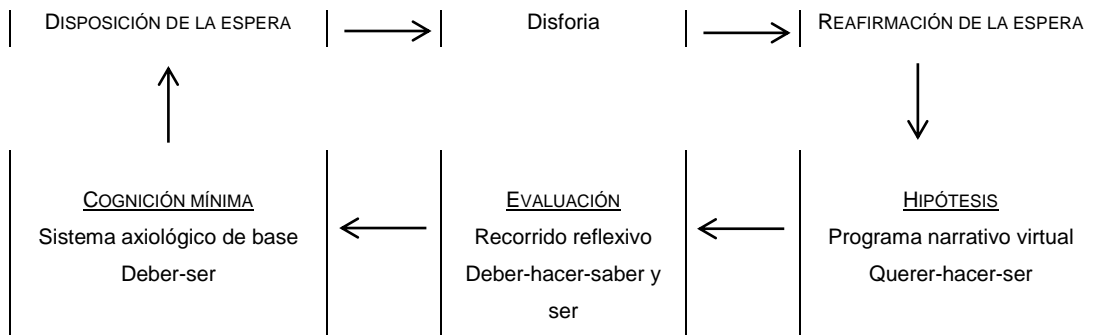 DISPOSICIÓN DE LA ESPERA
Disforia
REAFIRMACIÓN DE LA ESPERA
COGNICIÓN MÍNIMA
Sistema axiológico de base
Deber-ser
EVALUACIÓN
Recorrido reflexivo
Deber-hacer-saber y
ser
HIPÓTESIS
Programa narrativo virtual
Querer-hacer-ser